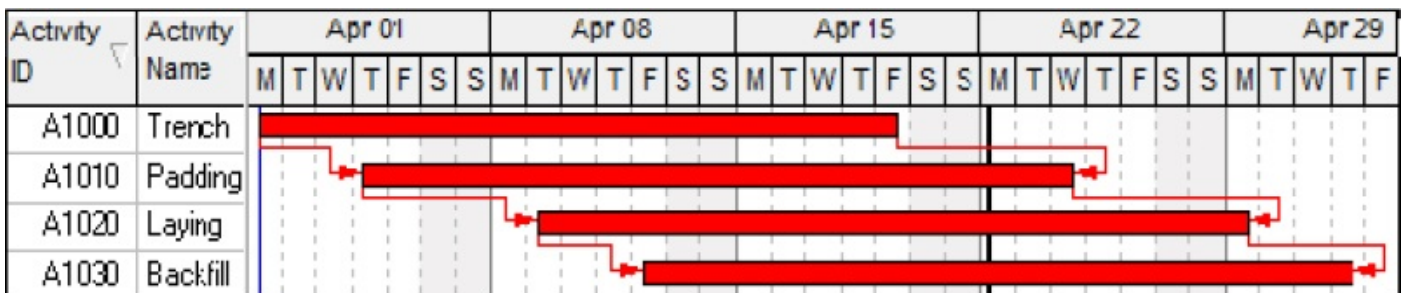 Activity ID Activity Name Apr 01 Apr 08 Apr 15 Apr 22 Apr 29
M T W T F S S M T W T F S S M T W T F S S M T W T F S S M T W T F
A1000 Trench
A1010 Padding
A1020 Laying
A1030 Backfill